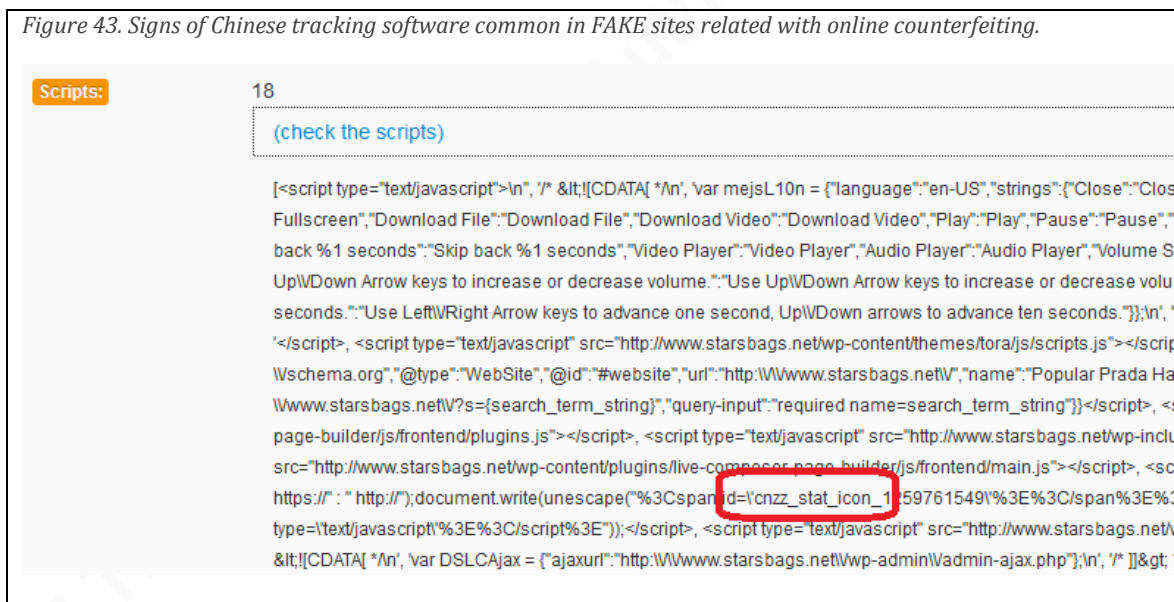 Figure 43. Signs of Chinese tracking software common in FAKE sites related with online counterfeiting.
Scripts:
18
(check the scripts)
[<script type="text/javascript">\n", '/* &lt;![CDATA[ */\n', 'var mejsL10n = {"language":"en-US","strings":{"Close":"Clos
Fullscreen","Download File":"Download File","Download Video":"Download Video","Play":"Play","Pause":"Pause","
back %1 seconds":"Skip back %1 seconds","Video Player":"Video Player","Audio Player":"Audio Player","Volume S
Up\\/Down Arrow keys to increase or decrease volume.":"Use Up\\/Down Arrow keys to increase or decrease volu
seconds.":"Use Left\\/Right Arrow keys to advance one second, Up\\/Down arrows to advance ten seconds."}};\n', '
'</script>, <script type="text/javascript" src="http://www.starsbags.net/wp-content/themes/tora/js/scripts.js"></scrip
\\/schema.org","@type":"WebSite","@id":"#website","url":"http:\\/\\/www.starsbags.net\\/","name":"Popular Prada Ha
\\/www.starsbags.net\\/?s={search_term_string}","query-input":"required name=search_term_string"}}</script>, <s
page-builder/js/frontend/plugins.js"></script>, <script type="text/javascript" src="http://www.starsbags.net/wp-inclu
src="http://www.starsbags.net/wp-content/plugins/live-composer-page-builder/js/frontend/main.js"></script>, <sc
https://" : " http://");document.write(unescape("%3Cspan id=\'cnzz_stat_icon_1259761549\'%3E%3C/span%3E%3
type=\'text/javascript\'%3E%3C/script%3E"));</script>, <script type="text/javascript" src="http://www.starsbags.net/
&lt;![CDATA[ */\n', 'var DSLCAjax = {"ajaxurl":"http:\\/\\/www.starsbags.net\\/wp-admin\\/admin-ajax.php"};\n', '/* ]]&gt;